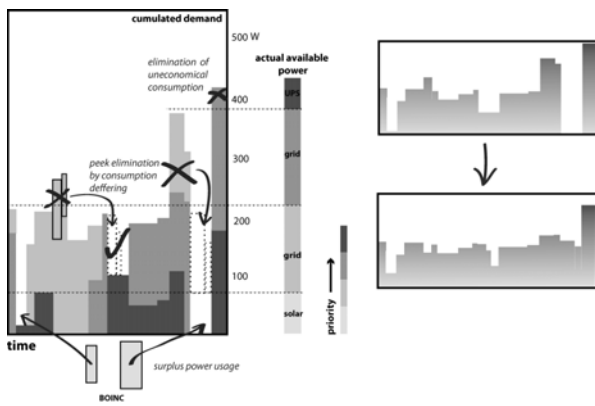 cumulated demand
500 W
elimination of
uneconomical
consumption
actual available
power
UPS
400
grid
300
peek elimination
by consumption
deffering
200
grid
100
solar
priority
time
surplus power usage
BOINC